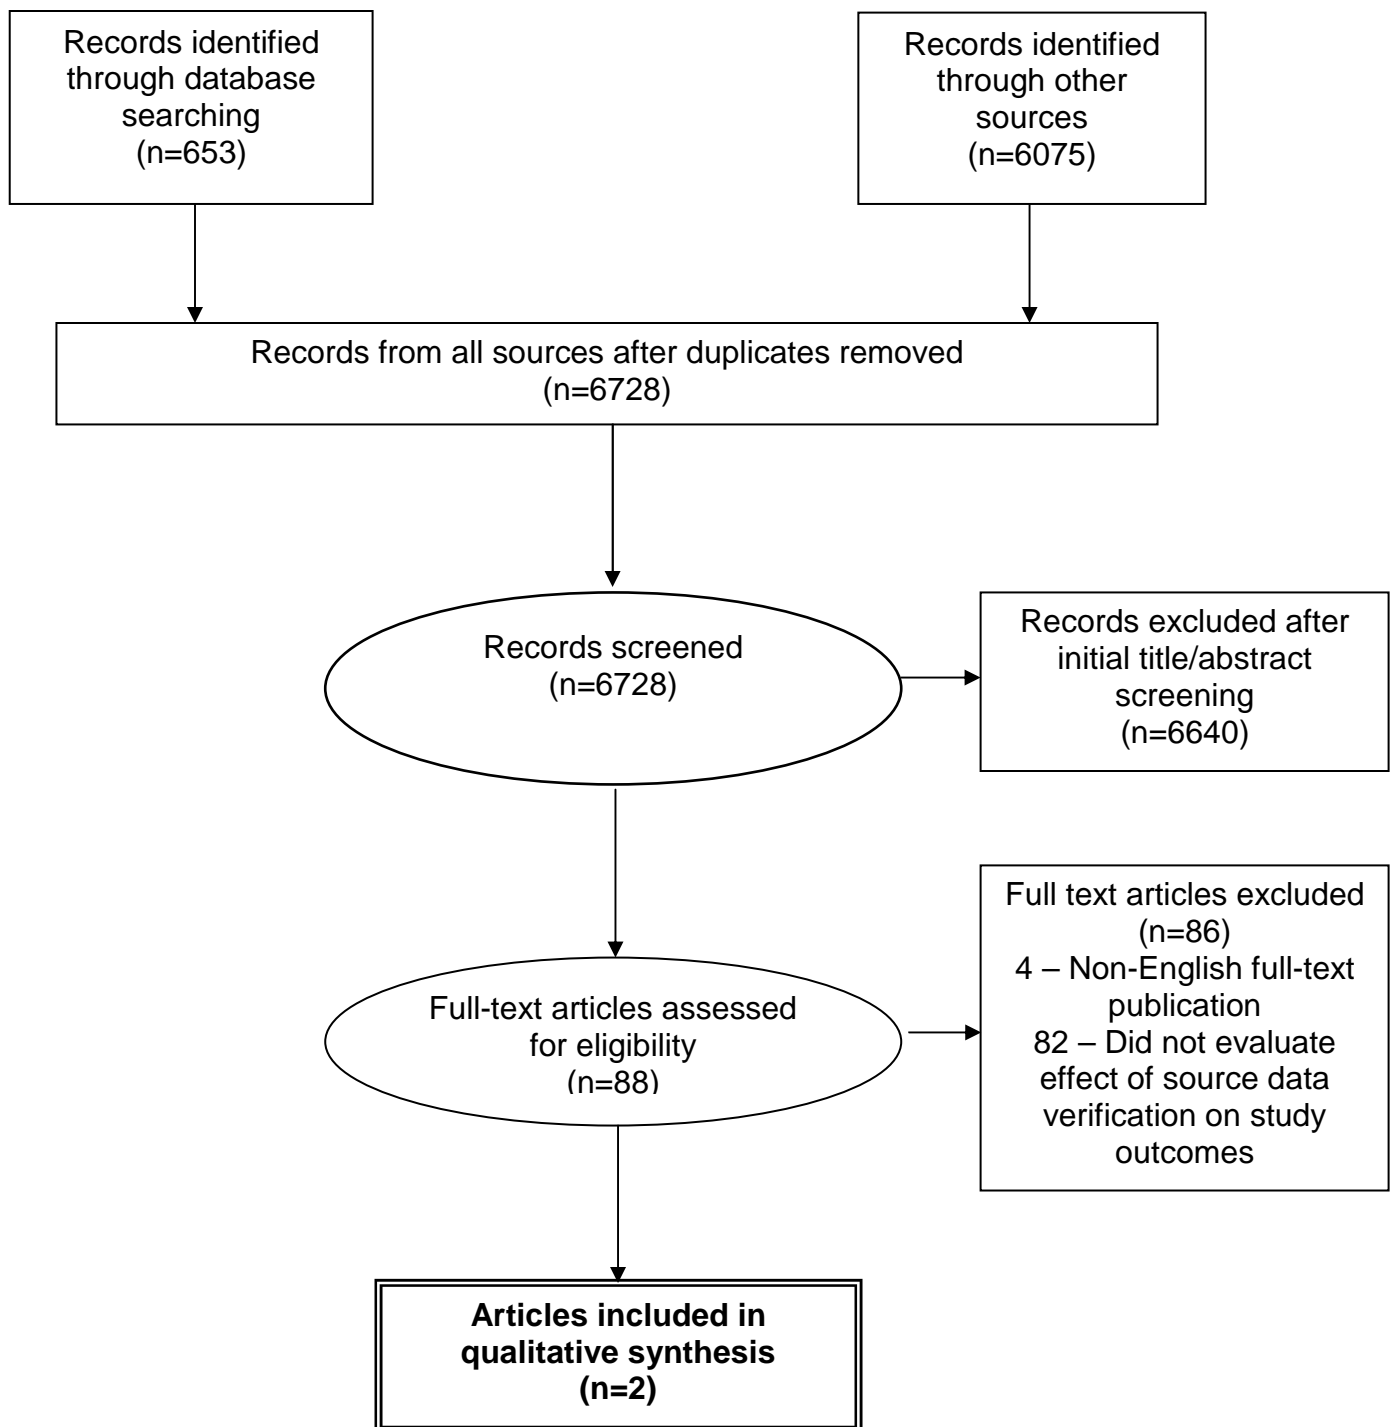 Records identified
through database
searching
(n=653)
Records identified
through other
sources
(n=6075)
Records from all sources after duplicates removed
(n=6728)
Records screened
(n=6728)
Records excluded after
initial title/abstract
screening
(n=6640)
Full-text articles assessed
for eligibility
(n=88)
Full text articles excluded
(n=86)
4 – Non-English full-text
publication
82 – Did not evaluate
effect of source data
verification on study
outcomes
Articles included in
qualitative synthesis
(n=2)